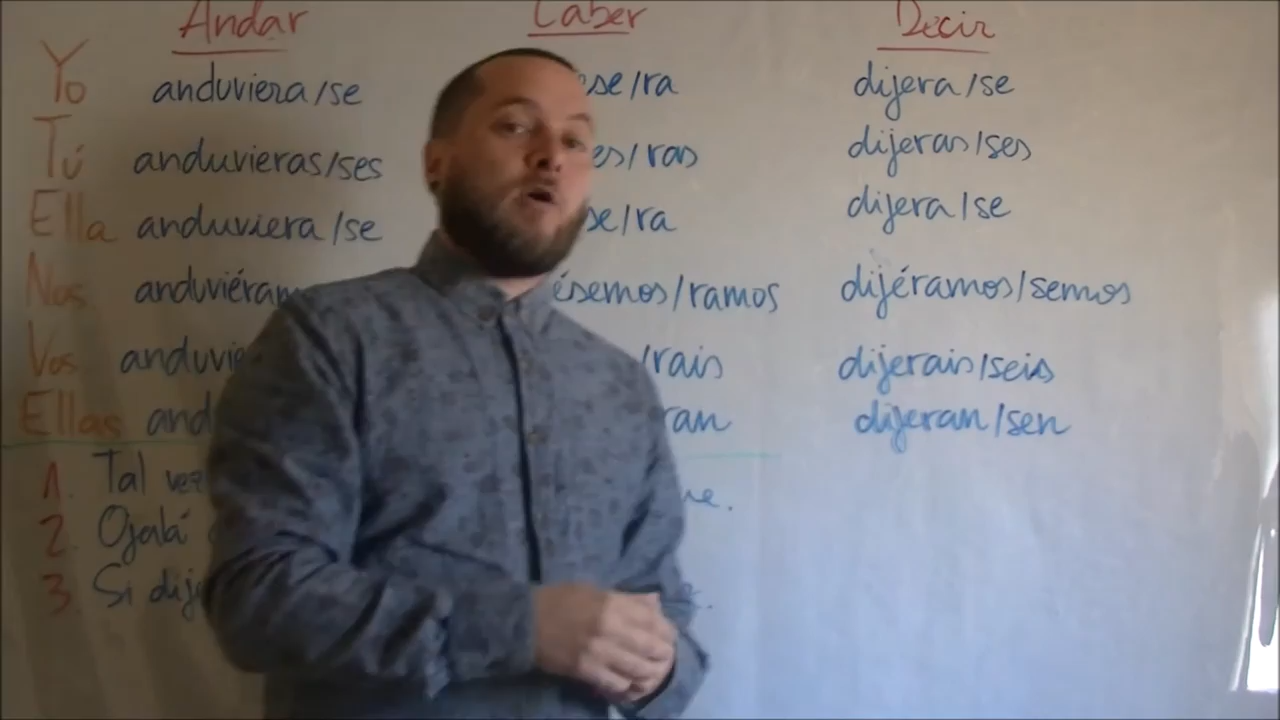 Andar Caber Decir
Yo anduviera/se se/ra dijera/se
Tú anduvieras/ses es/ras dijeras/ses
Ella anduviera/se se/ra dijera/se
Nos anduviéram ésemos/ramos dijéramos/semos
Vos anduvie /rais dijerais/seis
Ellas and ran dijeran/sen
1. Tal vez
2. Ojalá
3. Si dij